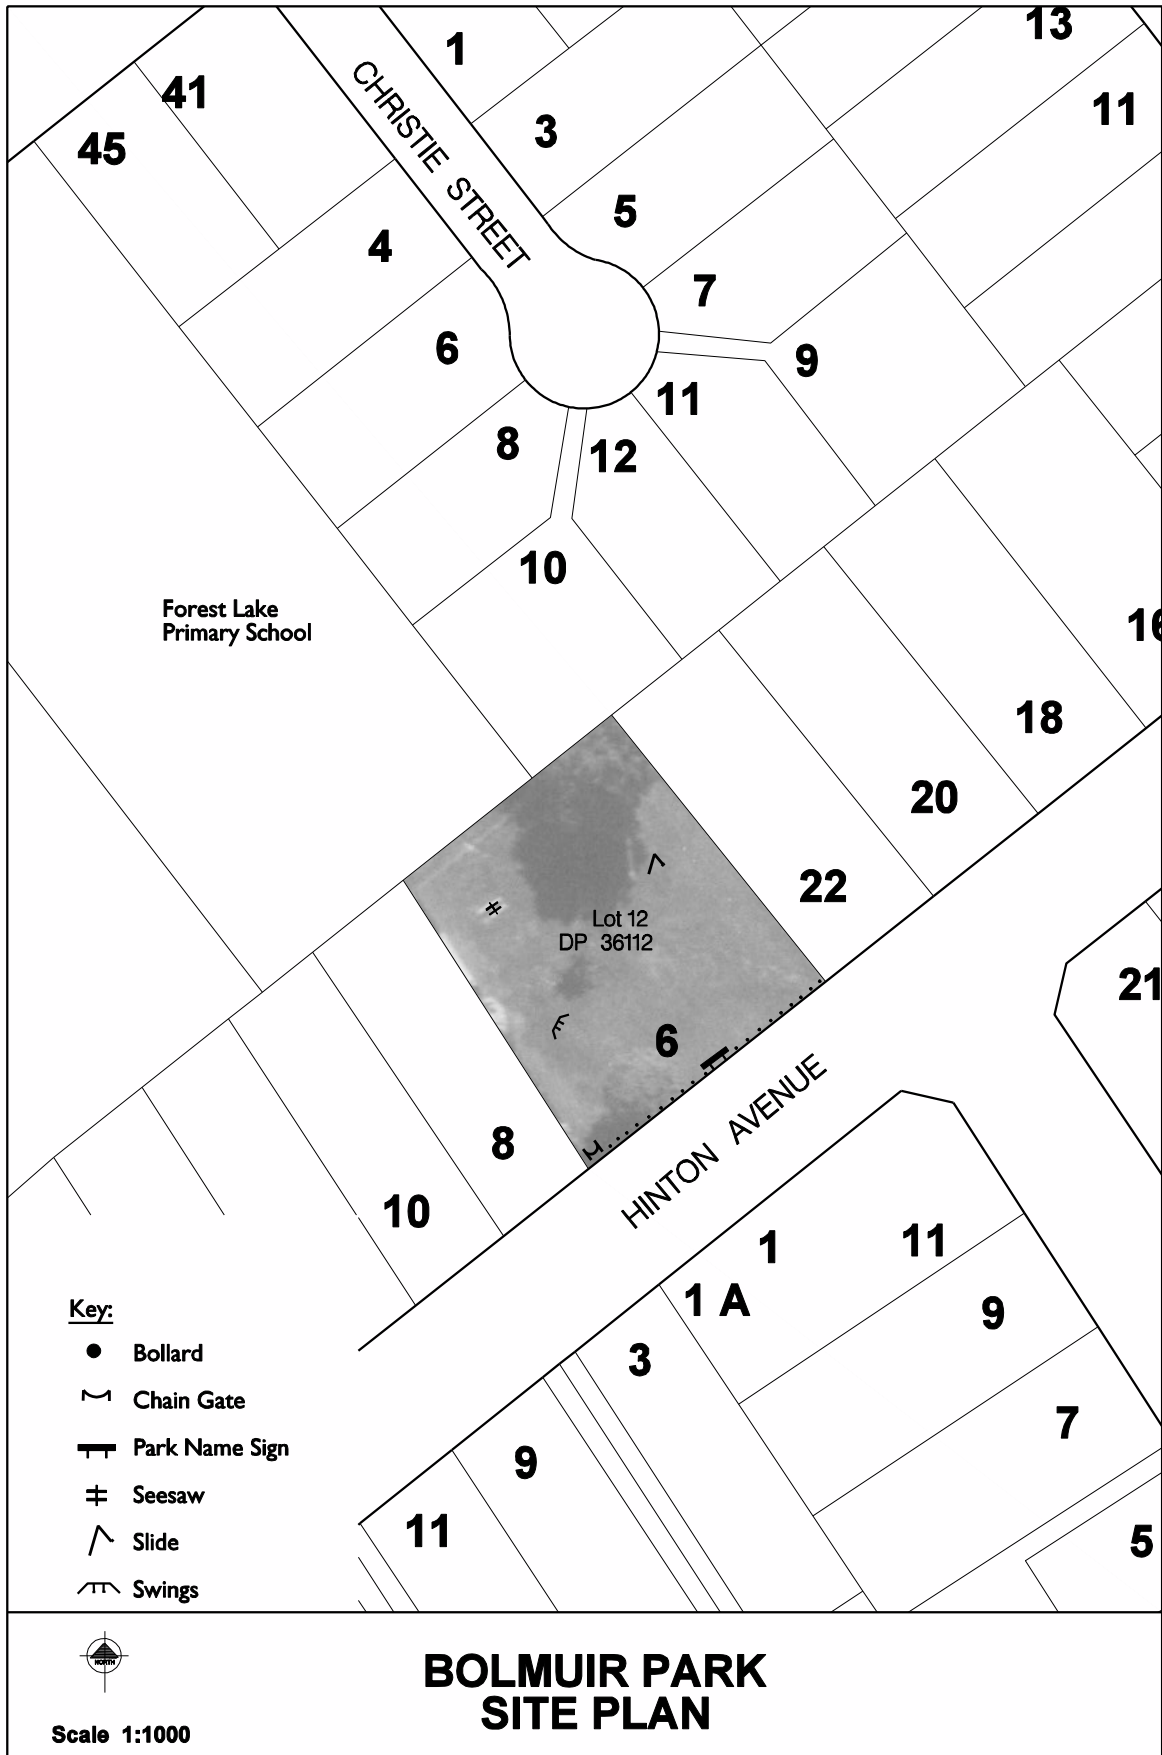 13
1
41
11
3
45
CHRISTIE STREET
5
4
7
6
9
11
8
12
10
Forest Lake
Primary School
16
18
20
22
Lot 12
DP 36112
21
6
HINTON AVENUE
8
10
1
11
1 A
9
3
7
9
11
5
Key:
Bollard
Chain Gate
Park Name Sign
Seesaw
Slide
Swings
NORTH
BOLMUIR PARK
SITE PLAN
Scale 1:1000